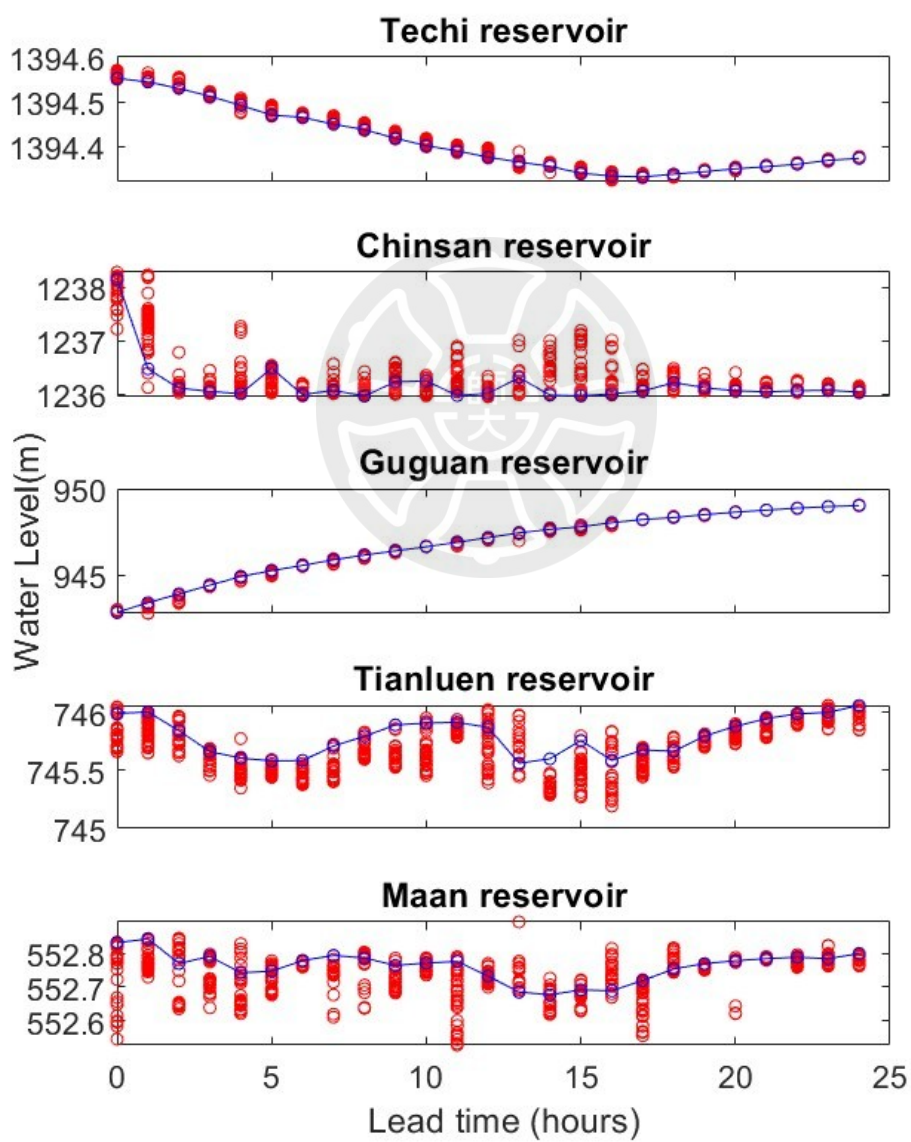 Techi reservoir
1394.6
1394.5
1394.4
Chinsan reservoir
1238
1237
1236
Guguan reservoir
950
945
Tianluen reservoir
746
745.5
745
Maan reservoir
552.8
552.7
552.6
0 5 10 15 20 25
Lead time (hours)
Water Level(m)
師
大